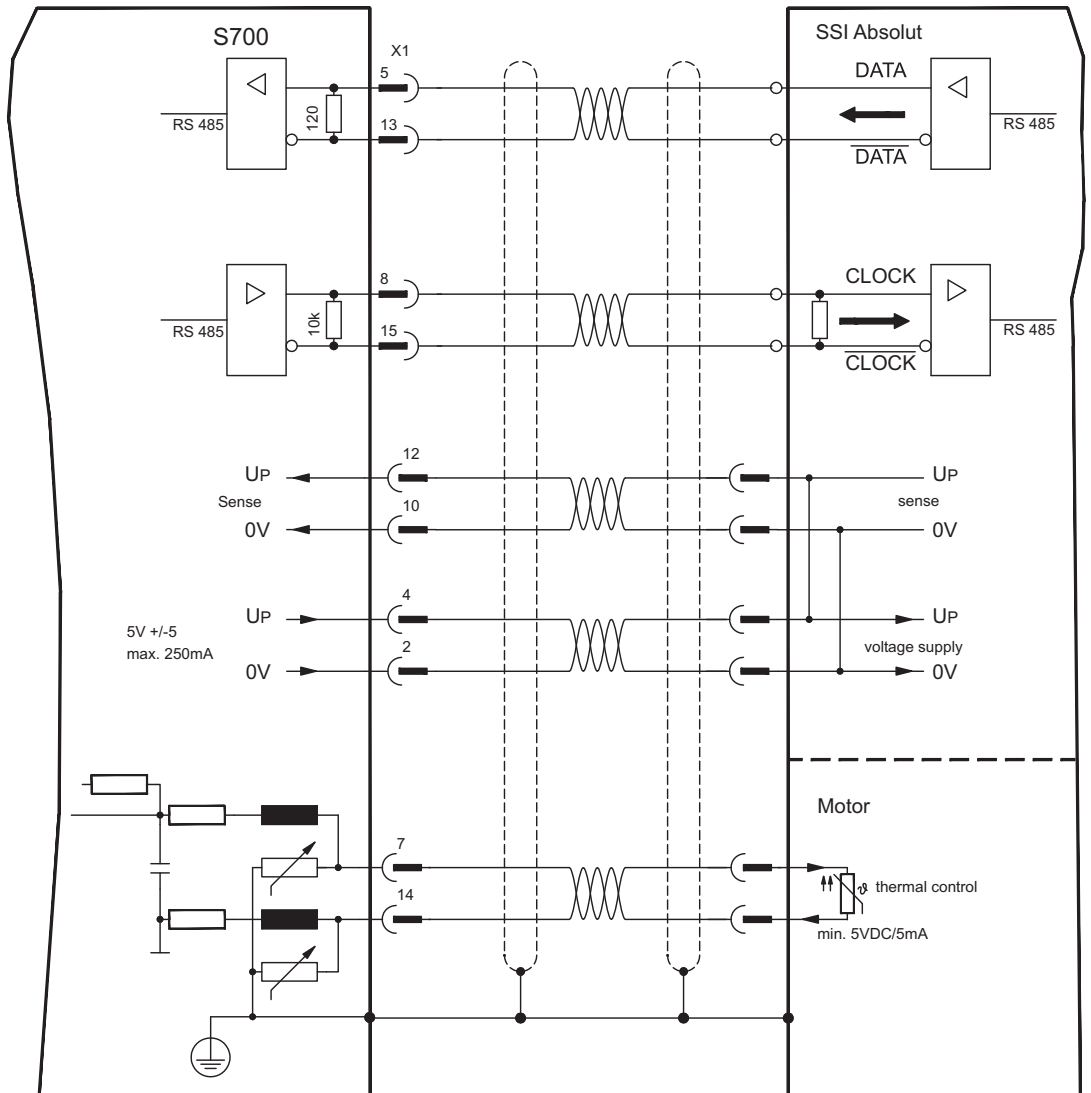 S700
SSI Absolut
X1
5
DATA
120
RS 485
RS 485
13
DATA
8
CLOCK
10k
RS 485
RS 485
15
CLOCK
12
UP
UP
Sense
sense
10
0V
0V
4
UP
UP
5V +/-5
max. 250mA
voltage supply
2
0V
0V
Motor
7
ϑ thermal control
14
min. 5VDC/5mA